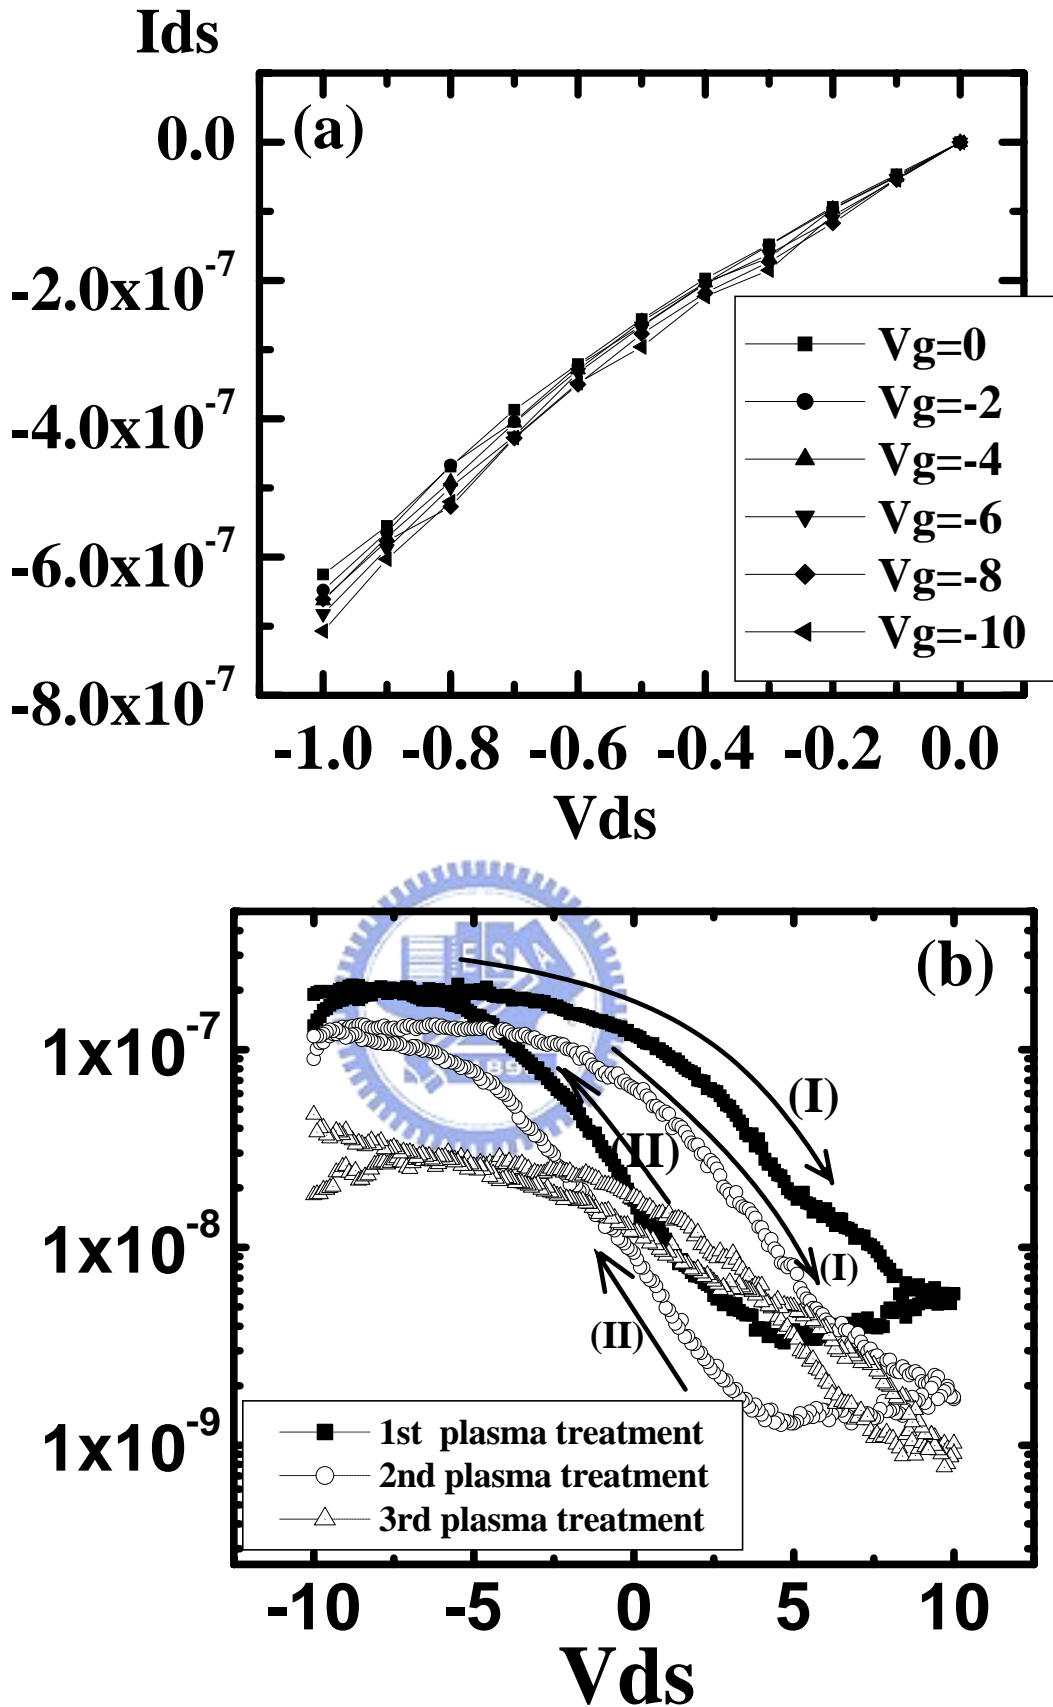 Ids
(a)
0.0
-2.0x10^-7
-4.0x10^-7
-6.0x10^-7
-8.0x10^-7
Vg=0
Vg=-2
Vg=-4
Vg=-6
Vg=-8
Vg=-10
-1.0 -0.8 -0.6 -0.4 -0.2 0.0
Vds
(b)
ESA
1x10^-7
(I)
(II)
1x10^-8
(I)
(II)
1x10^-9
1st plasma treatment
2nd plasma treatment
3rd plasma treatment
-10 -5 0 5 10
Vds